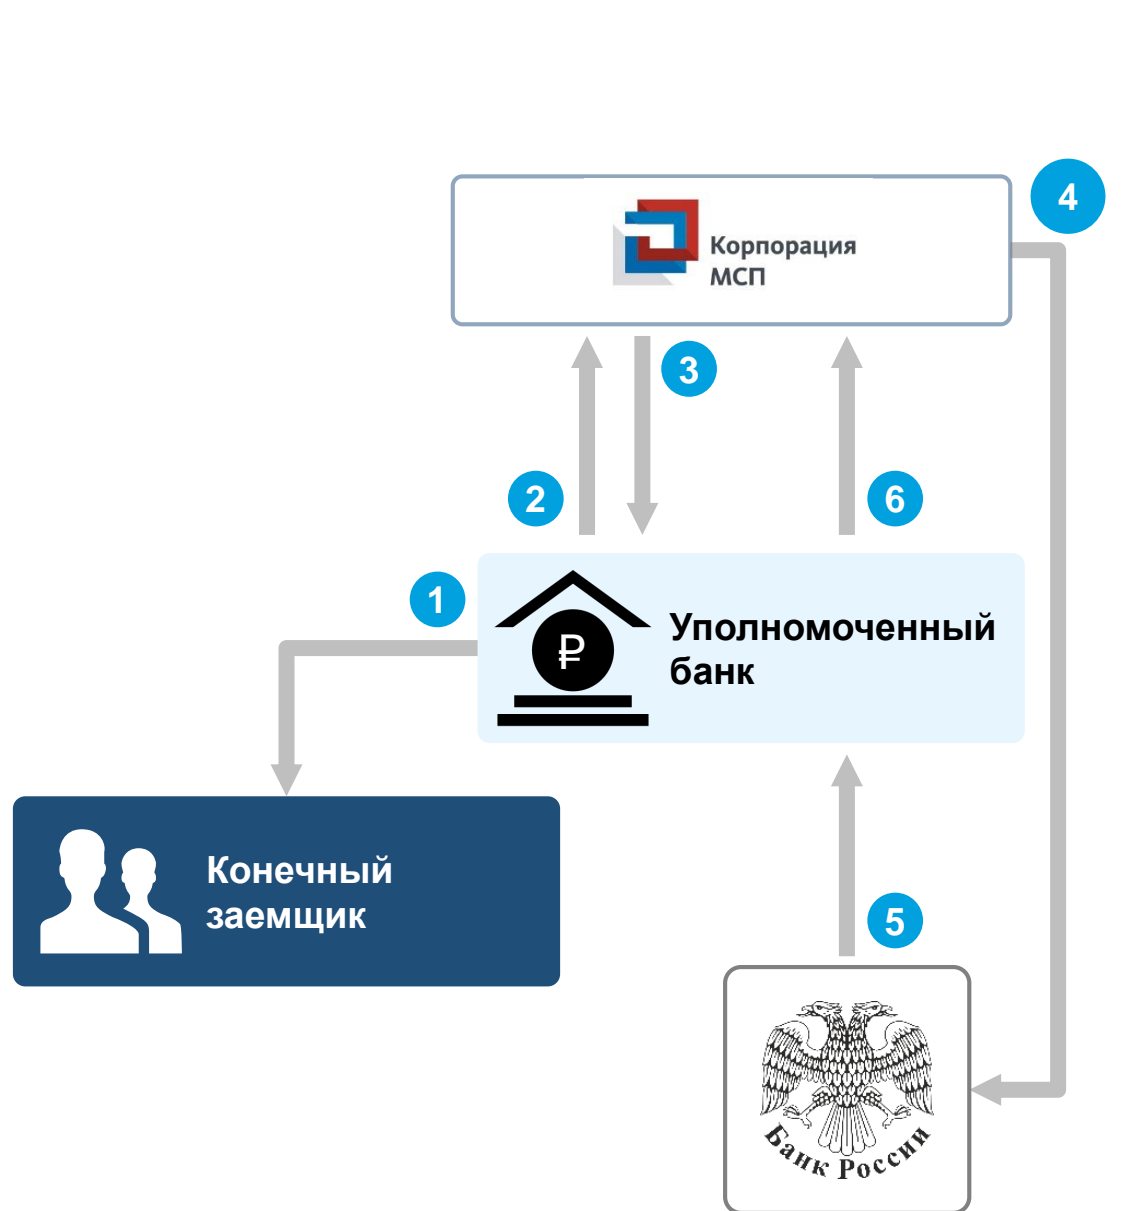 4
Корпорация
МСП
3
2
6
1
₽
Уполномоченный
банк
Конечный
заемщик
5
Банк России